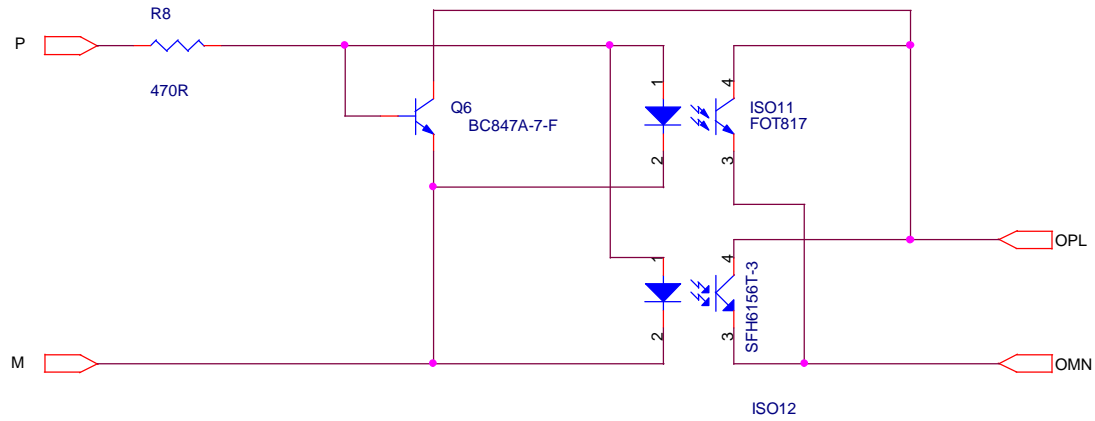 R8
P
470R
Q6
BC847A-7-F
1
2
4
3
ISO11
FOT817
OPL
1
2
4
3
SFH6156T-3
M
OMN
ISO12